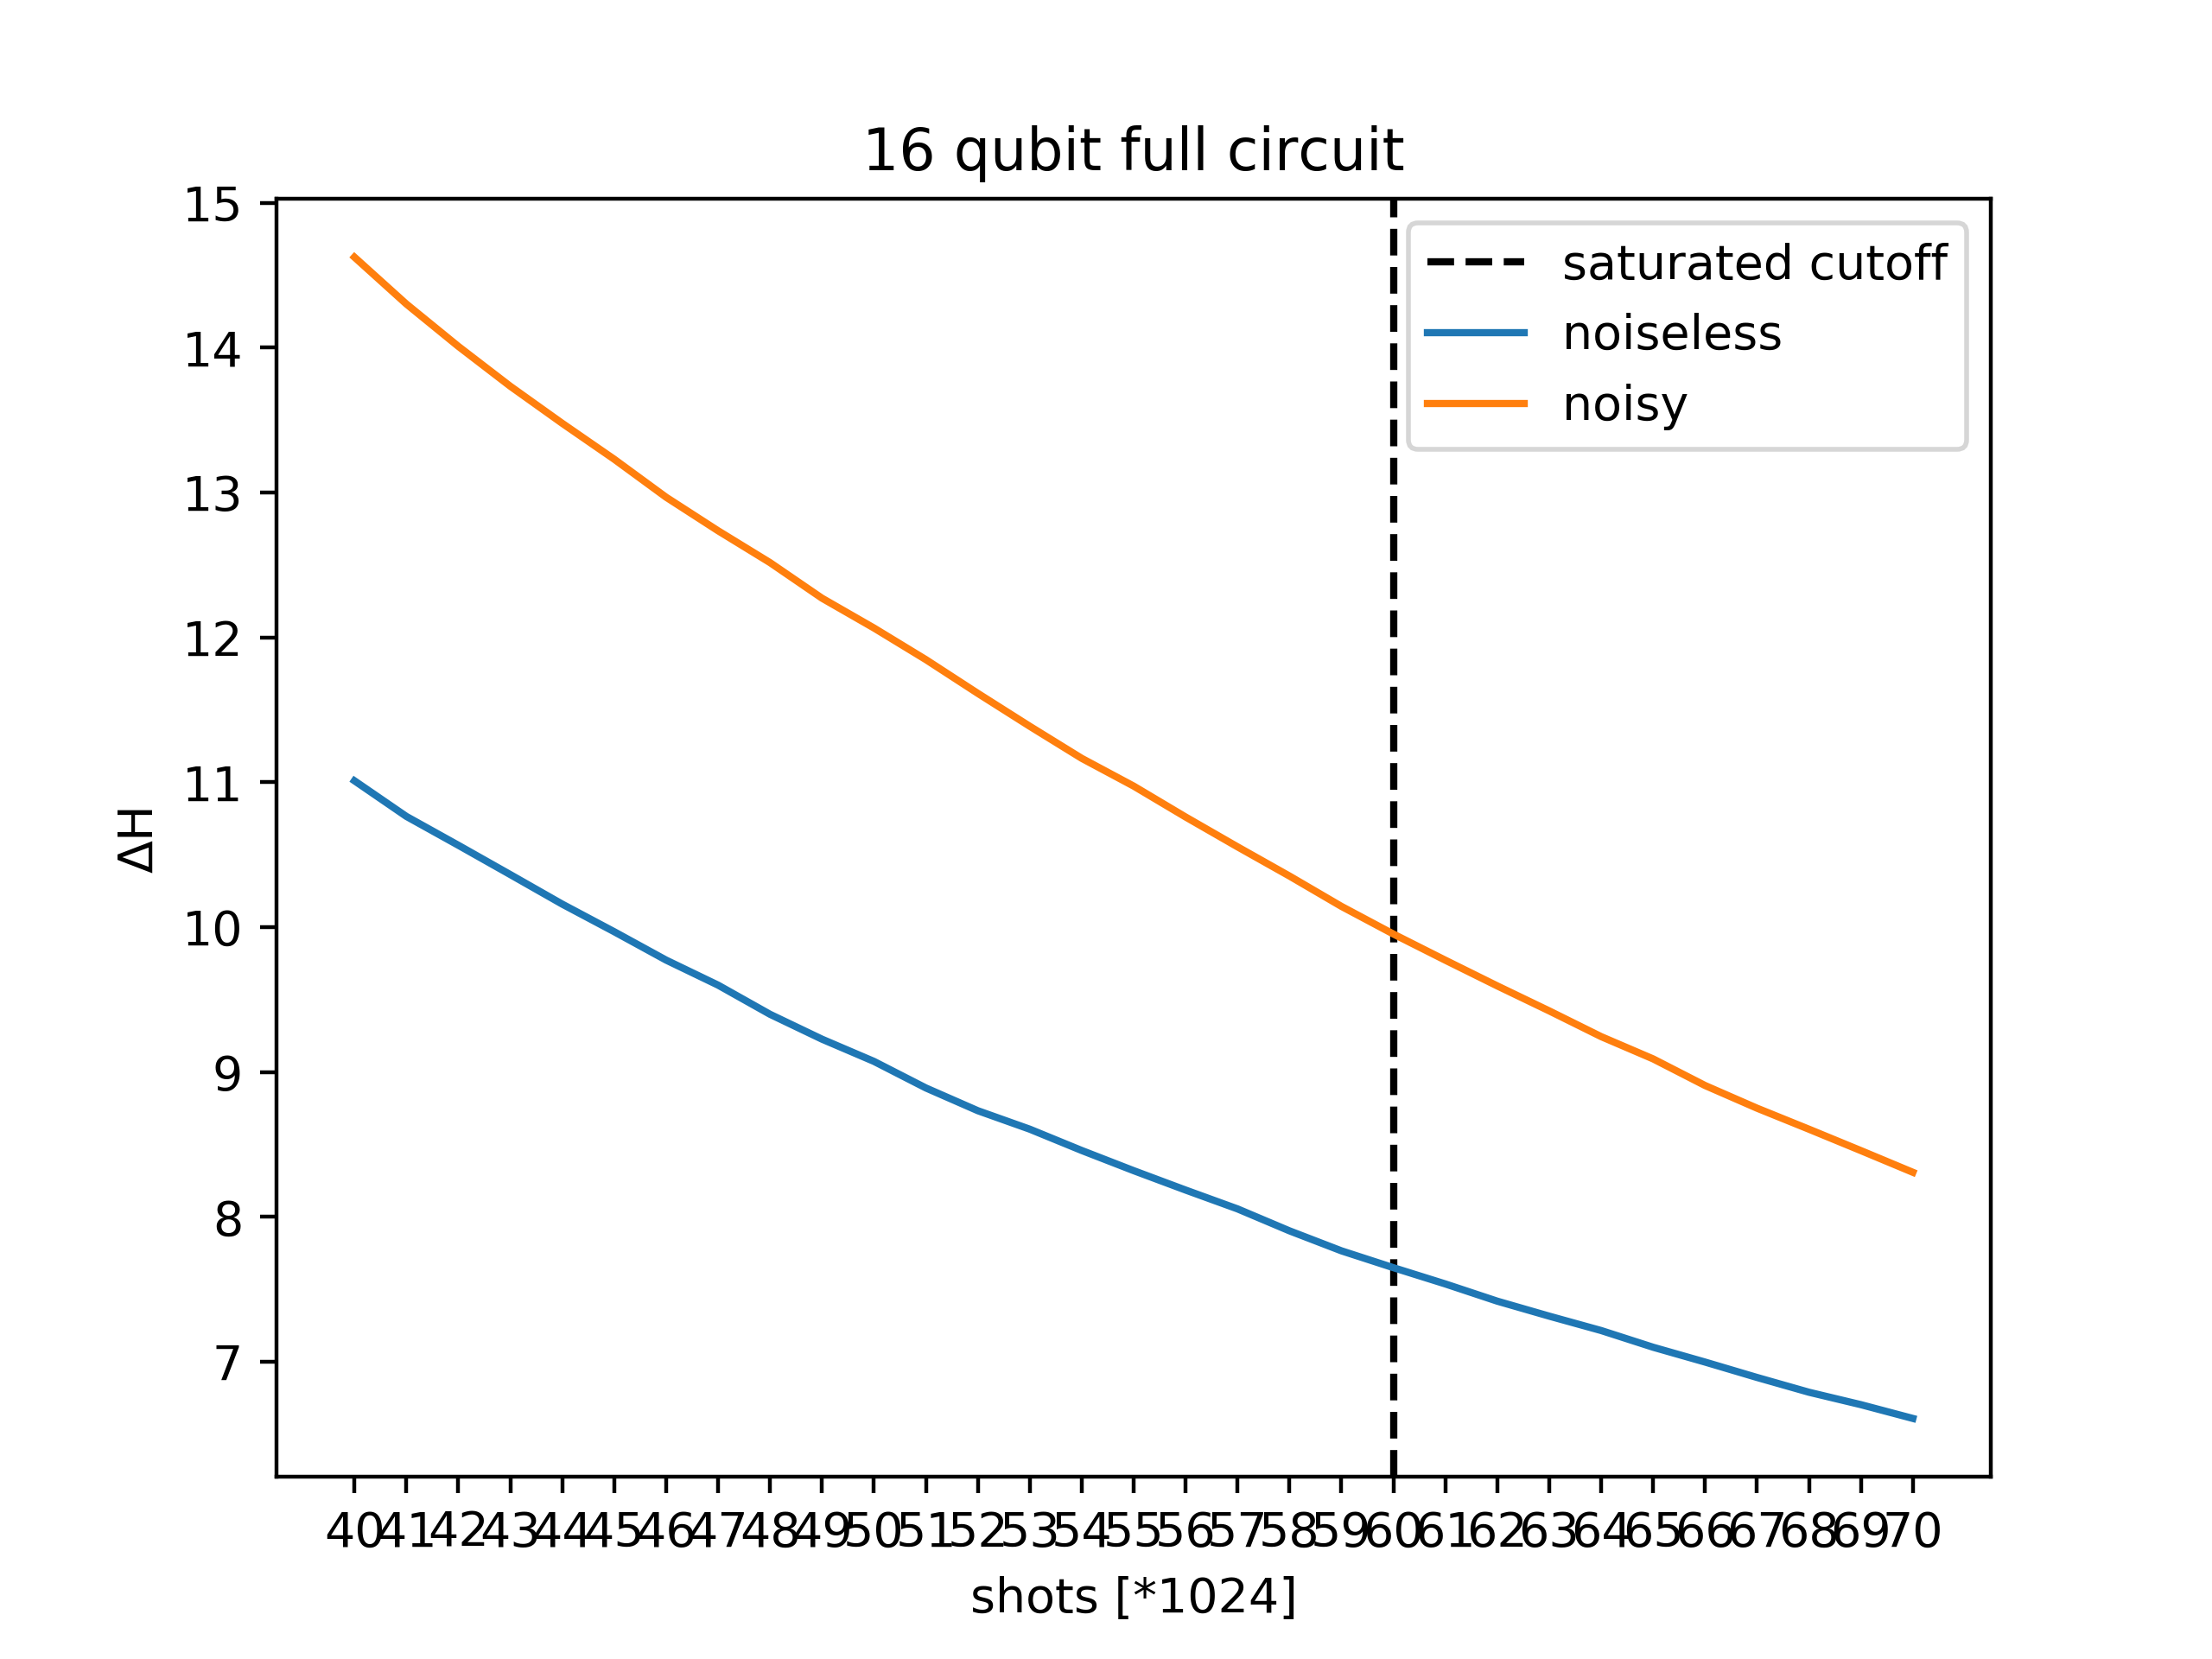 16 qubit full circuit
15
14
13
12
11
10
9
8
7
ΔH
saturated cutoff
noiseless
noisy
40 41 42 43 44 45 46 47 48 49 50 51 52 53 54 55 56 57 58 59 60 61 62 63 64 65 66 67 68 69 70
shots [*1024]